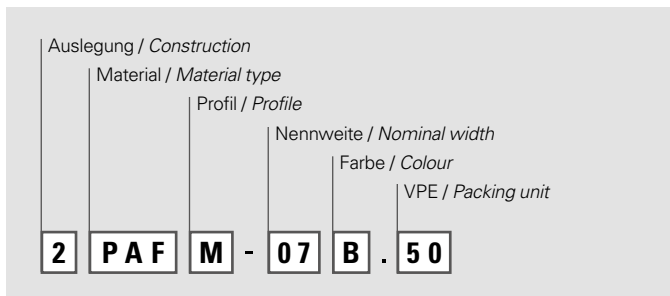 Auslegung / Construction
Material / Material type
Profil / Profile
Nennweite / Nominal width
Farbe / Colour
VPE / Packing unit
2 PAF M - 07 B . 50